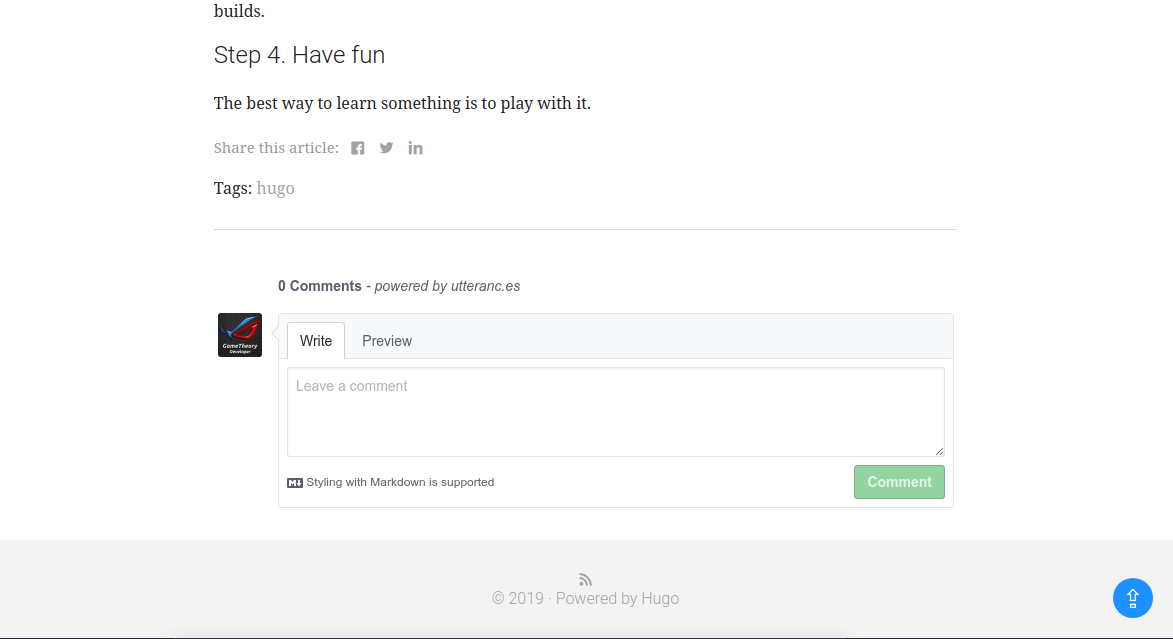 builds.
Step 4. Have fun
The best way to learn something is to play with it.
Share this article:
Tags: hugo
0 Comments - powered by utteranc.es
GameTheory
Developer
Write Preview
Leave a comment
Styling with Markdown is supported
Comment
© 2019 · Powered by Hugo